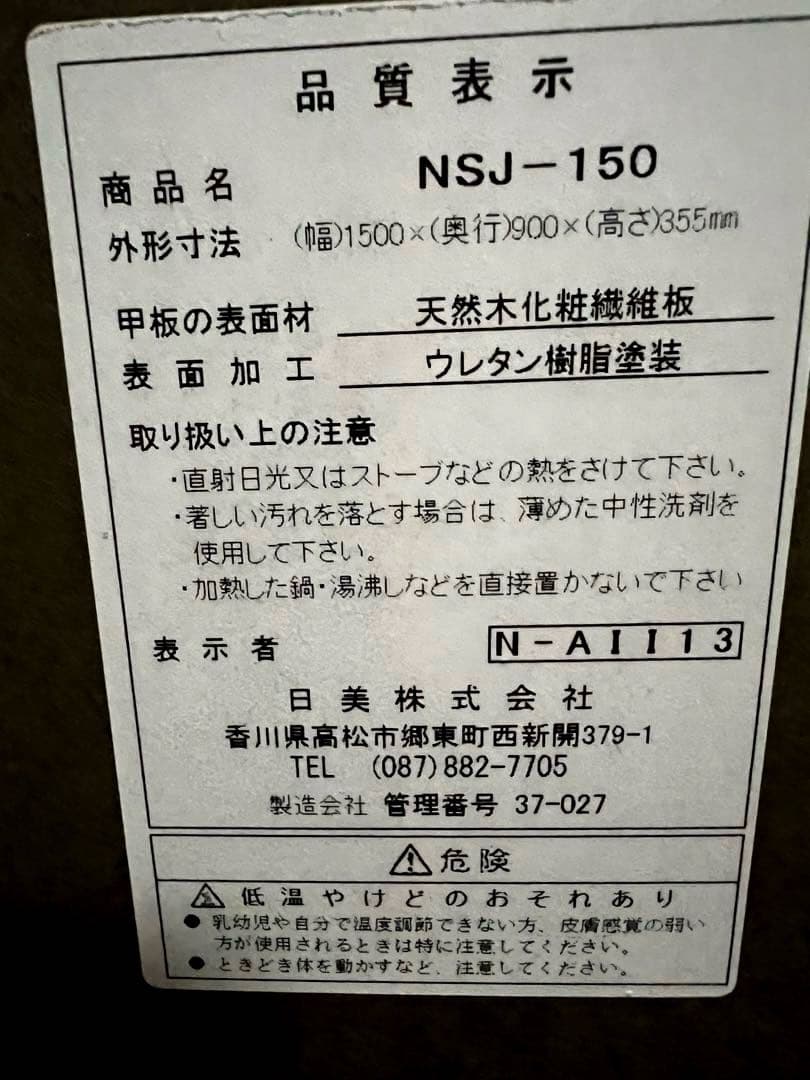 品質表示
商品名 NSJ-150
外形寸法 (幅)1500×(奥行)900×(高さ)355mm
甲板の表面材 天然木化粧繊維板
表面加工 ウレタン樹脂塗装
取り扱い上の注意
・直射日光又はストーブなどの熱をさけて下さい。
・著しい汚れを落とす場合は、薄めた中性洗剤を
使用して下さい。
・加熱した鍋・湯沸しなどを直接置かないで下さい
表示者 N-AII13
日美株式会社
香川県高松市郷東町西新開379-1
TEL (087)882-7705
製造会社 管理番号 37-027
⚠危険
⚠低温やけどのおそれあり
●乳幼児や自分で温度調節できない方、皮膚感覚の弱い
方が使用されるときは特に注意してください。
●ときどき体を動かすなど、注意してください。